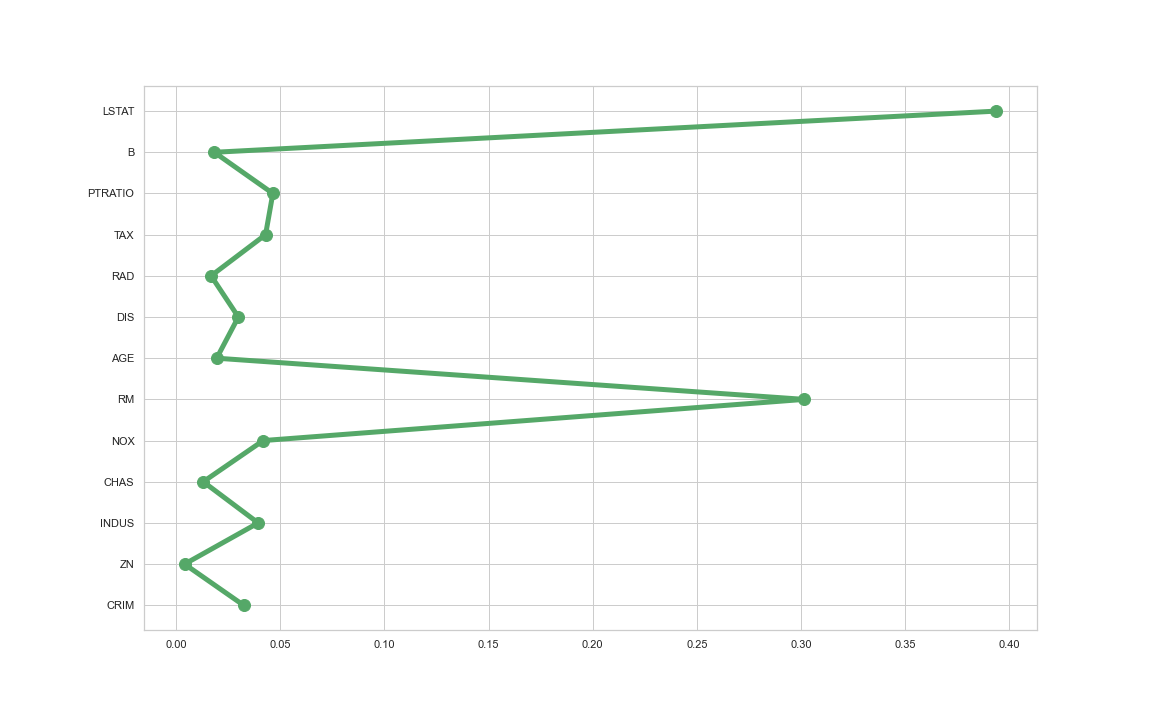 LSTAT
B
PTRATIO
TAX
RAD
DIS
AGE
RM
NOX
CHAS
INDUS
ZN
CRIM
0.00 0.05 0.10 0.15 0.20 0.25 0.30 0.35 0.40